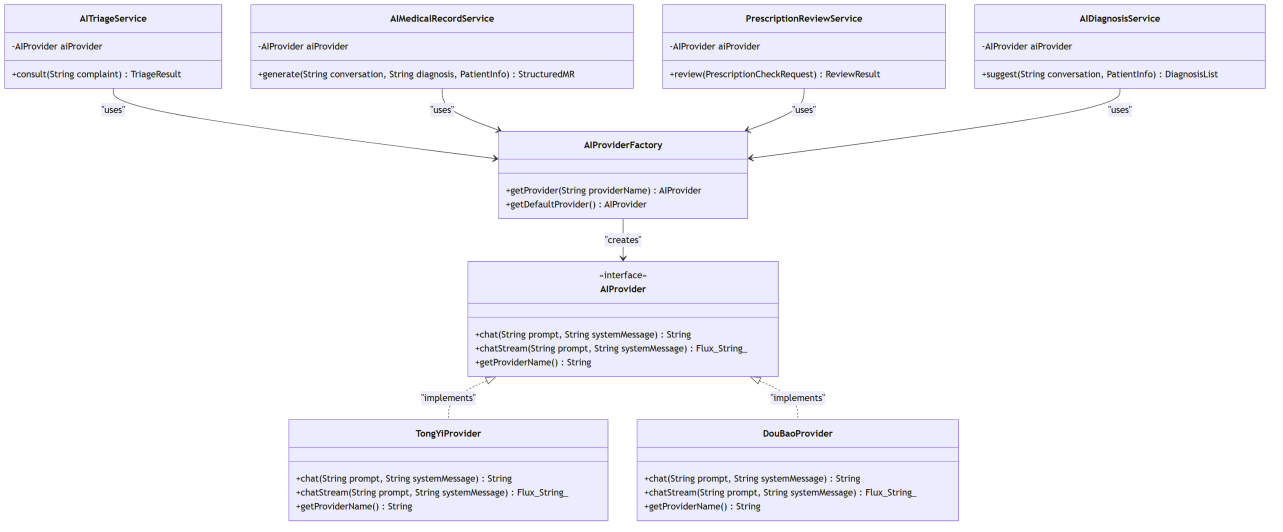 AITriageService
-AIProvider aiProvider
+consult(String complaint) : TriageResult
AIMedicalRecordService
-AIProvider aiProvider
+generate(String conversation, String diagnosis, PatientInfo) : StructuredMR
PrescriptionReviewService
-AIProvider aiProvider
+review(PrescriptionCheckRequest) : ReviewResult
AIDiagnosisService
-AIProvider aiProvider
+suggest(String conversation, PatientInfo) : DiagnosisList
"uses"
"uses"
"uses"
"uses"
AIProviderFactory
+getProvider(String providerName) : AIProvider
+getDefaultProvider() : AIProvider
"creates"
«interface»
AIProvider
+chat(String prompt, String systemMessage) : String
+chatStream(String prompt, String systemMessage) : Flux_String_
+getProviderName() : String
"implements"
"implements"
TongYiProvider
+chat(String prompt, String systemMessage) : String
+chatStream(String prompt, String systemMessage) : Flux_String_
+getProviderName() : String
DouBaoProvider
+chat(String prompt, String systemMessage) : String
+chatStream(String prompt, String systemMessage) : Flux_String_
+getProviderName() : String